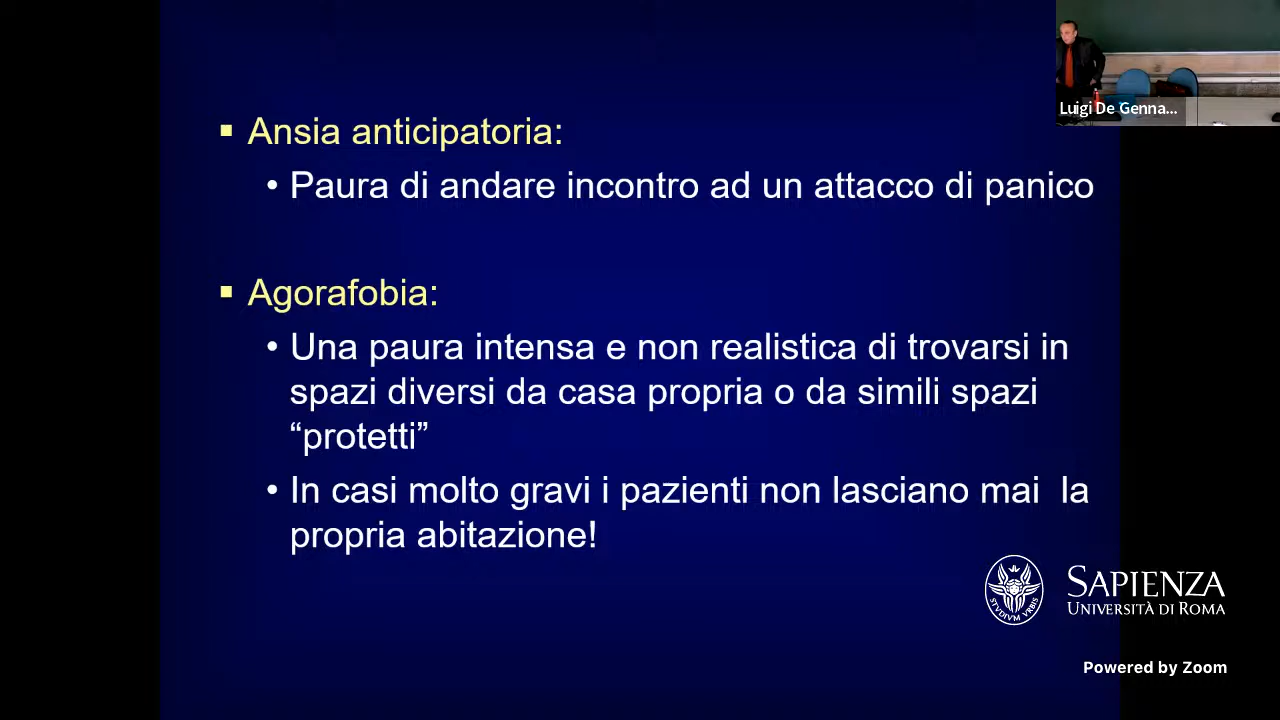 Luigi De Genna...
▪ Ansia anticipatoria:
• Paura di andare incontro ad un attacco di panico
▪ Agorafobia:
• Una paura intensa e non realistica di trovarsi in
spazi diversi da casa propria o da simili spazi
“protetti”
• In casi molto gravi i pazienti non lasciano mai  la
propria abitazione!
STVDIVM VRBIS
SAPIENZA
UNIVERSITÀ DI ROMA
Powered by Zoom